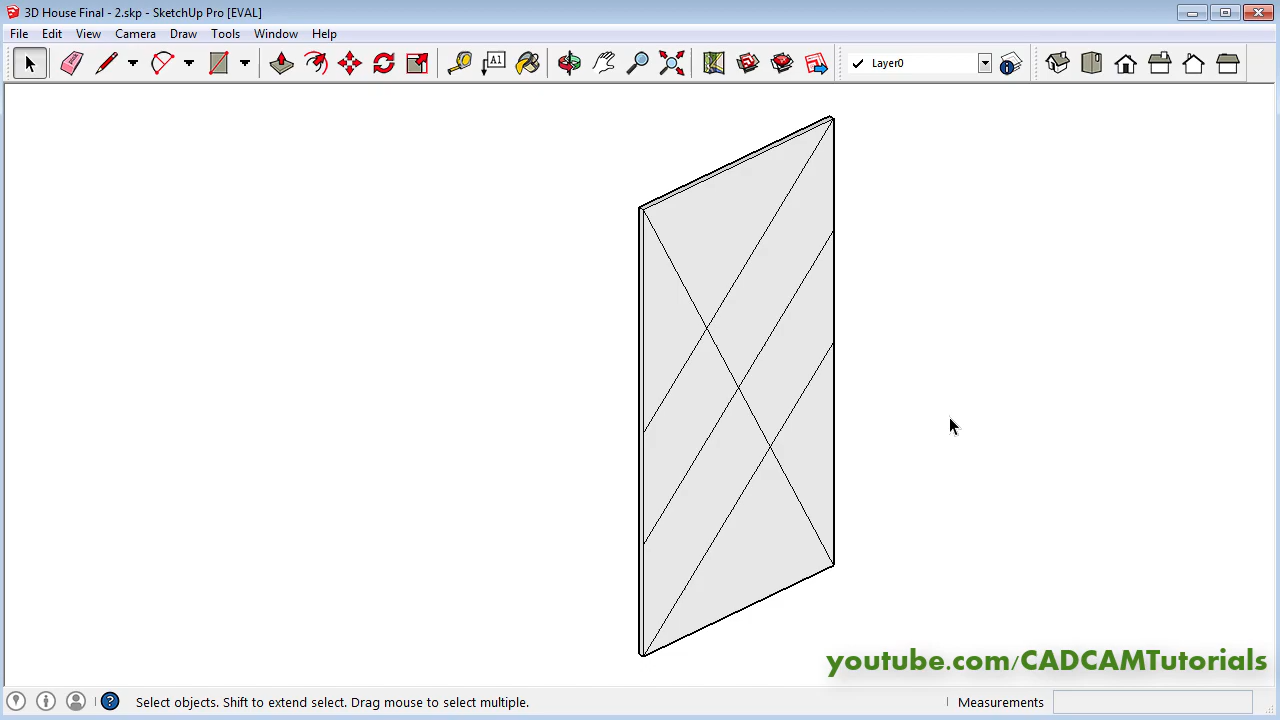 3D House Final - 2.skp - SketchUp Pro [EVAL]
File Edit View Camera Draw Tools Window Help
A1
Layer0
youtube.com/CADCAMTutorials
Select objects. Shift to extend select. Drag mouse to select multiple.
Measurements